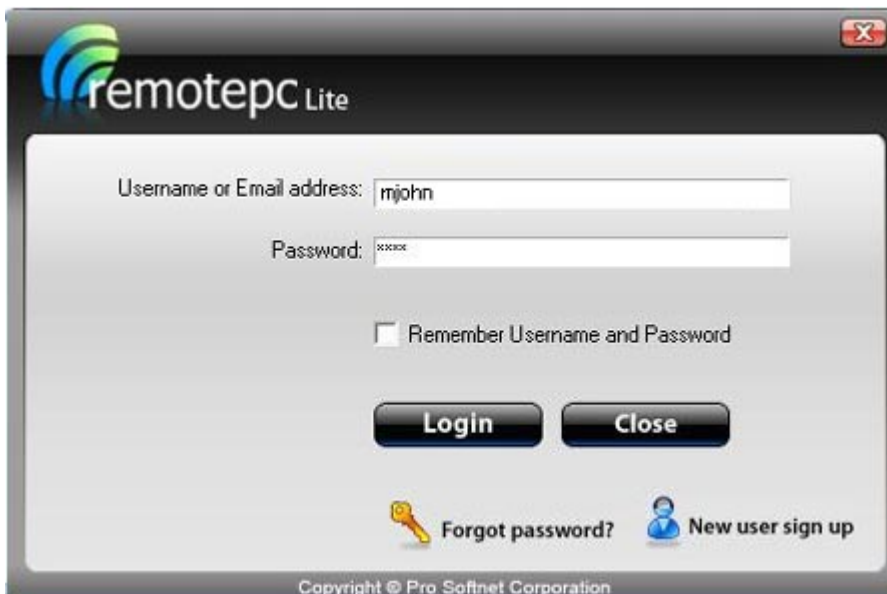 remotepc Lite
Username or Email address: mjohn
Password: ****
Remember Username and Password
Login Close
Forgot password? New user sign up
Copyright © Pro Softnet Corporation